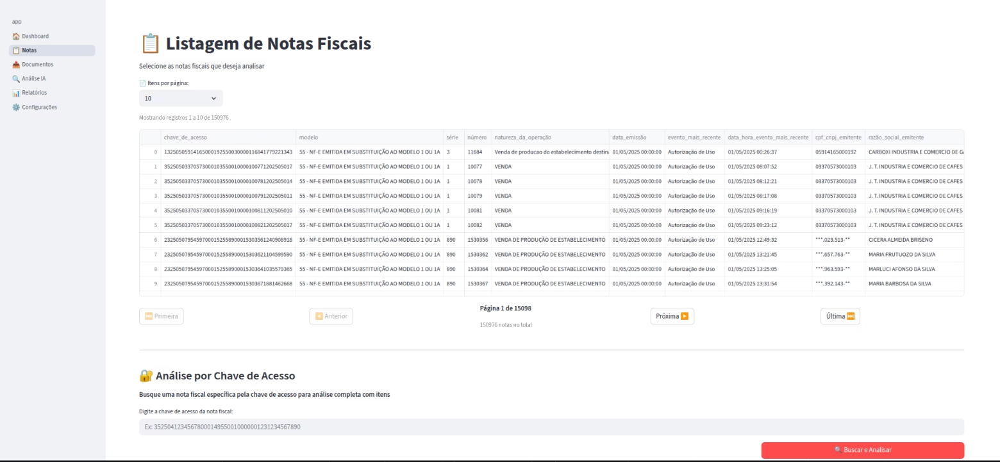 app
Dashboard
Notas
Documentos
Análise IA
Relatórios
Configurações
Listagem de Notas Fiscais
Selecione as notas fiscais que deseja analisar
Itens por página:
10
Mostrando registros 1 a 10 de 150976
chave_de_acesso modelo série número natureza_da_operação data_emissão evento_mais_recente data_hora_evento_mais_recente cpf_cnpj_emitente razão_social_emitente
0 13250505914165000192550030000116841779221343 55 - NF-E EMITIDA EM SUBSTITUIÇÃO AO MODELO 1 OU 1A 3 11684 Venda de producao do estabelecimento destin 01/05/2025 00:00:00 Autorização de Uso 01/05/2025 00:26:37 05914165000192 CARBOXI INDUSTRIA E COMERCIO DE GA
1 35250503370573000103550010000100771202505017 55 - NF-E EMITIDA EM SUBSTITUIÇÃO AO MODELO 1 OU 1A 1 10077 VENDA 01/05/2025 00:00:00 Autorização de Uso 01/05/2025 08:07:52 03370573000103 J. T. INDUSTRIA E COMERCIO DE CAFES
2 35250503370573000103550010000100781202505014 55 - NF-E EMITIDA EM SUBSTITUIÇÃO AO MODELO 1 OU 1A 1 10078 VENDA 01/05/2025 00:00:00 Autorização de Uso 01/05/2025 08:12:21 03370573000103 J. T. INDUSTRIA E COMERCIO DE CAFES
3 35250503370573000103550010000100791202505011 55 - NF-E EMITIDA EM SUBSTITUIÇÃO AO MODELO 1 OU 1A 1 10079 VENDA 01/05/2025 00:00:00 Autorização de Uso 01/05/2025 08:17:08 03370573000103 J. T. INDUSTRIA E COMERCIO DE CAFES
4 35250503370573000103550010000100811202505010 55 - NF-E EMITIDA EM SUBSTITUIÇÃO AO MODELO 1 OU 1A 1 10081 VENDA 01/05/2025 00:00:00 Autorização de Uso 01/05/2025 09:16:19 03370573000103 J. T. INDUSTRIA E COMERCIO DE CAFES
5 35250503370573000103550010000100821202505017 55 - NF-E EMITIDA EM SUBSTITUIÇÃO AO MODELO 1 OU 1A 1 10082 VENDA 01/05/2025 00:00:00 Autorização de Uso 01/05/2025 09:23:12 03370573000103 J. T. INDUSTRIA E COMERCIO DE CAFES
6 23250507954597000152558900015303561240908918 55 - NF-E EMITIDA EM SUBSTITUIÇÃO AO MODELO 1 OU 1A 890 1530356 VENDA DE PRODUÇÃO DE ESTABELECIMENTO 01/05/2025 00:00:00 Autorização de Uso 01/05/2025 12:49:32 ***.023.513-** CICERA ALMEIDA BRISENO
7 23250507954597000152558900015303621104599590 55 - NF-E EMITIDA EM SUBSTITUIÇÃO AO MODELO 1 OU 1A 890 1530362 VENDA DE PRODUÇÃO DE ESTABELECIMENTO 01/05/2025 00:00:00 Autorização de Uso 01/05/2025 13:21:45 ***.657.763-** MARIA FRUTUOZO DA SILVA
8 23250507954597000152558900015303641035579365 55 - NF-E EMITIDA EM SUBSTITUIÇÃO AO MODELO 1 OU 1A 890 1530364 VENDA DE PRODUÇÃO DE ESTABELECIMENTO 01/05/2025 00:00:00 Autorização de Uso 01/05/2025 13:25:05 ***.963.593-** MARLUCI AFONSO DA SILVA
9 23250507954597000152558900015303671881462668 55 - NF-E EMITIDA EM SUBSTITUIÇÃO AO MODELO 1 OU 1A 890 1530367 VENDA DE PRODUÇÃO DE ESTABELECIMENTO 01/05/2025 00:00:00 Autorização de Uso 01/05/2025 13:31:54 ***.392.143-** MARIA BARBOSA DA SILVA
Primeira Anterior Página 1 de 15098 Próxima Última
150976 notas no total
Análise por Chave de Acesso
Busque uma nota fiscal específica pela chave de acesso para análise completa com itens
Digite a chave de acesso da nota fiscal:
Ex: 35250412345678000149550010000001231234567890
Buscar e Analisar